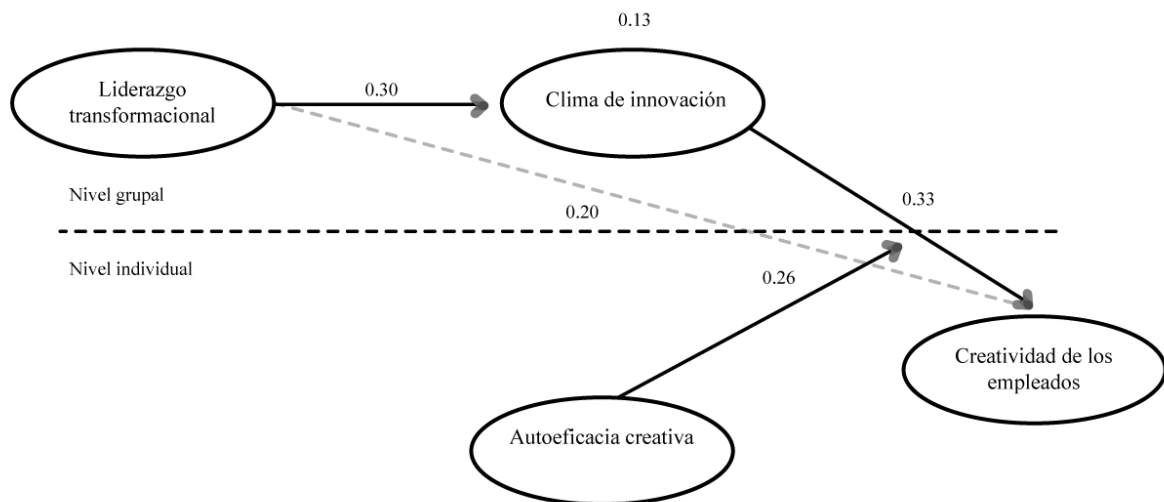 0.13
Liderazgo
transformacional
0.30
Clima de innovación
Nivel grupal
0.20
0.33
Nivel individual
0.26
Creatividad de los
empleados
Autoeficacia creativa